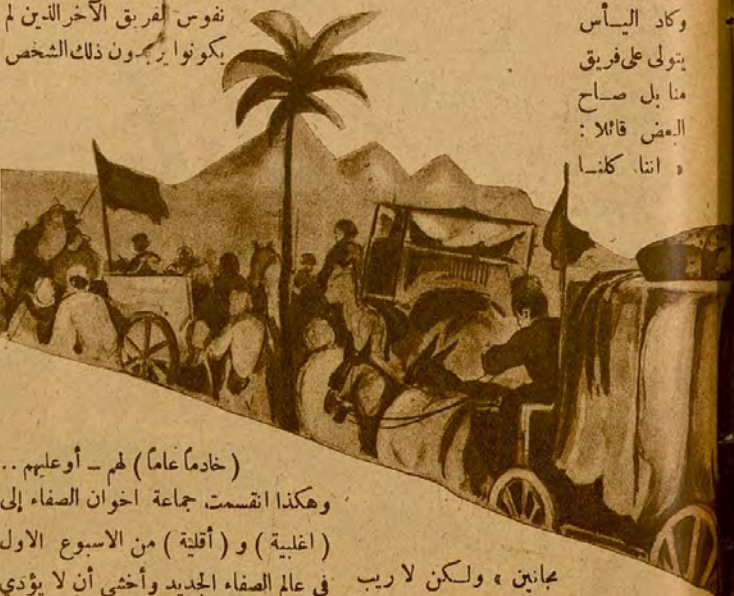 وكاد اليأس
يتولى على فريق
منا بل صاح
البعض قائلا :
« اننا كلنا
مجانين » ولكن لا ريب
نفوس الفريق الآخر الذين لم
يكونوا يريدون ذلك الشخص
( خادماً عاماً ) لهم – أو عليهم ..
وهكذا انقسمت جماعة اخوان الصفاء إلى
( اغلبية ) و ( أقلية ) من الاسبوع الاول
في عالم الصفاء الجديد وأخشى أن لا يؤدي